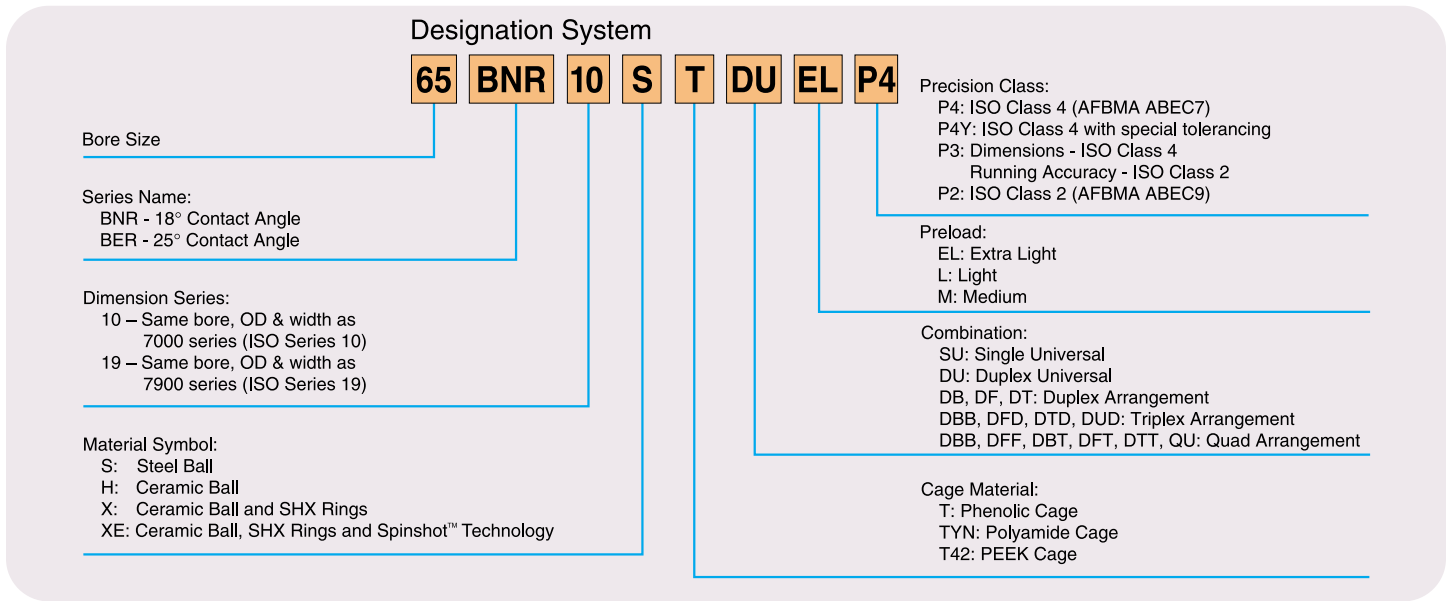 Designation System
65 BNR 10 S T DU EL P4
Bore Size
Series Name:
BNR - 18° Contact Angle
BER - 25° Contact Angle
Dimension Series:
10 – Same bore, OD & width as
7000 series (ISO Series 10)
19 – Same bore, OD & width as
7900 series (ISO Series 19)
Material Symbol:
S: Steel Ball
H: Ceramic Ball
X: Ceramic Ball and SHX Rings
XE: Ceramic Ball, SHX Rings and Spinshot™ Technology
Precision Class:
P4: ISO Class 4 (AFBMA ABEC7)
P4Y: ISO Class 4 with special tolerancing
P3: Dimensions - ISO Class 4
Running Accuracy - ISO Class 2
P2: ISO Class 2 (AFBMA ABEC9)
Preload:
EL: Extra Light
L: Light
M: Medium
Combination:
SU: Single Universal
DU: Duplex Universal
DB, DF, DT: Duplex Arrangement
DBB, DFD, DTD, DUD: Triplex Arrangement
DBB, DFF, DBT, DFT, DTT, QU: Quad Arrangement
Cage Material:
T: Phenolic Cage
TYN: Polyamide Cage
T42: PEEK Cage